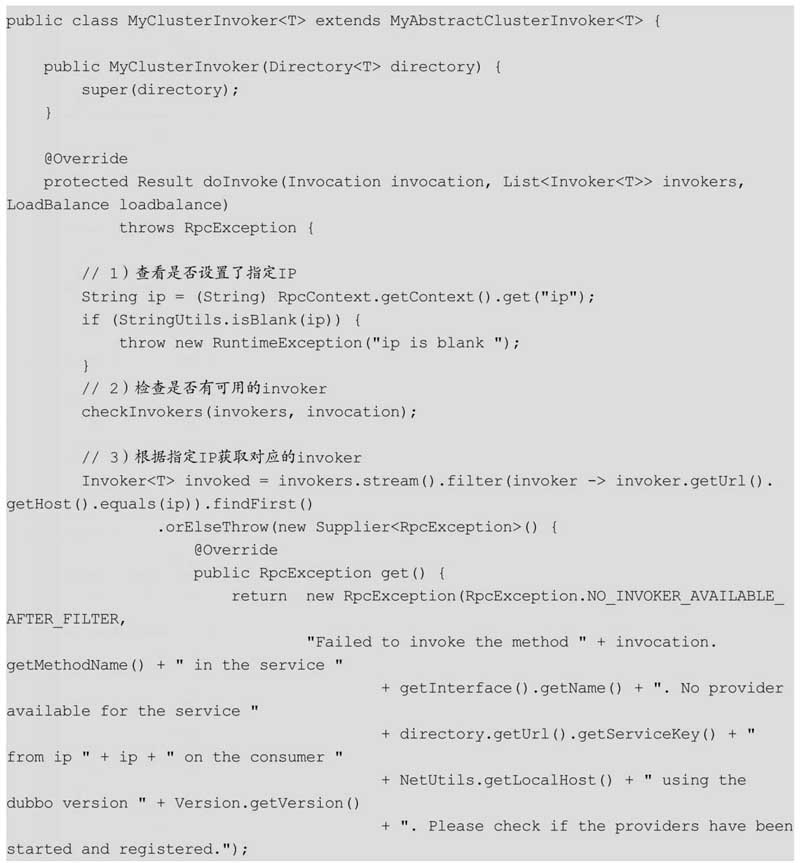 public class MyClusterInvoker<T> extends MyAbstractClusterInvoker<T> {

    public MyClusterInvoker(Directory<T> directory) {
        super(directory);
    }

    @Override
    protected Result doInvoke(Invocation invocation, List<Invoker<T>> invokers,
LoadBalance loadbalance)
            throws RpcException {

        // 1）查看是否设置了指定IP
        String ip = (String) RpcContext.getContext().get("ip");
        if (StringUtils.isBlank(ip)) {
            throw new RuntimeException("ip is blank ");
        }
        // 2）检查是否有可用的invoker
        checkInvokers(invokers, invocation);

        // 3）根据指定IP获取对应的invoker
        Invoker<T> invoked = invokers.stream().filter(invoker -> invoker.getUrl().
getHost().equals(ip)).findFirst()
                .orElseThrow(new Supplier<RpcException>() {
                    @Override
                    public RpcException get() {
                        return  new RpcException(RpcException.NO_INVOKER_AVAILABLE_
AFTER_FILTER,
                                "Failed to invoke the method " + invocation.
getMethodName() + " in the service "
                                        + getInterface().getName() + ". No provider
available for the service "
                                        + directory.getUrl().getServiceKey() + "
from ip " + ip + " on the consumer "
                                        + NetUtils.getLocalHost() + " using the
dubbo version " + Version.getVersion()
                                        + ". Please check if the providers have been
started and registered.");